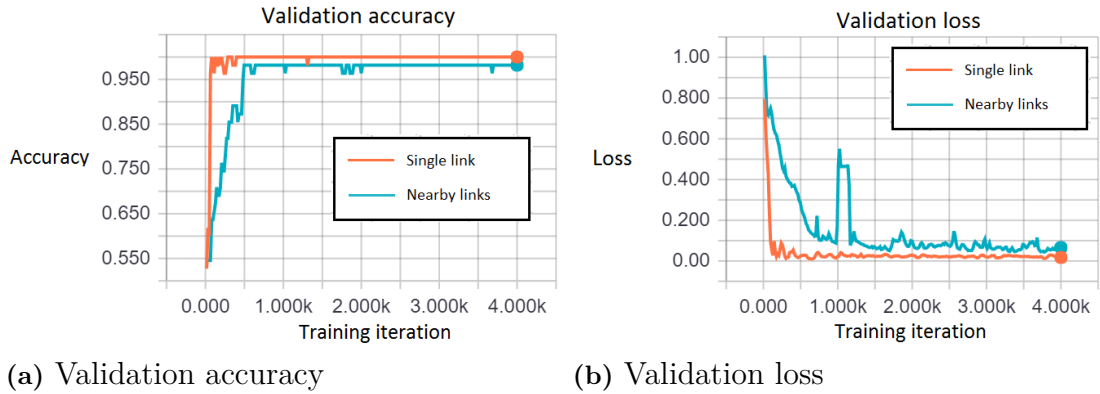 Validation accuracy
0.950
0.850
0.750
0.650
0.550
Accuracy
Single link
Nearby links
0.000 1.000k 2.000k 3.000k 4.000k
Training iteration
(a) Validation accuracy
Validation loss
1.00
0.800
0.600
0.400
0.200
0.00
Loss
Single link
Nearby links
0.000 1.000k 2.000k 3.000k 4.000k
Training iteration
(b) Validation loss